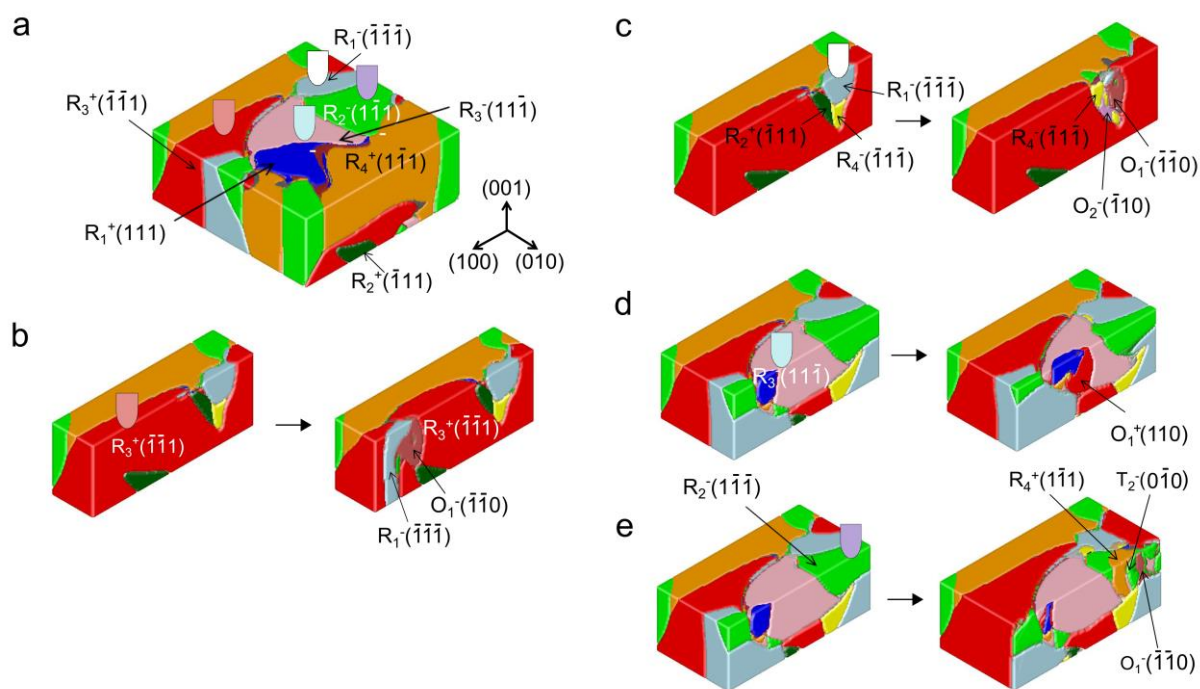 a
R₁⁻(1̄1̄1̄)
R₃⁺(1̄1̄1)
R₂⁻(11̄1)
R₃⁻(111̄)
R₄⁺(11̄1)
R₁⁺(111)
(001)
(100)
(010)
R₂⁺(1̄11)
b
R₃⁺(1̄1̄1)
R₃⁺(1̄1̄1)
O₁⁻(1̄1̄0)
R₁⁻(1̄1̄1̄)
c
R₁⁻(1̄1̄1̄)
R₂⁺(1̄11)
R₄⁻(1̄11̄)
R₄⁻(1̄11̄)
O₁⁻(1̄1̄0)
O₂⁻(1̄10)
d
R₃⁻(111̄)
O₁⁺(110)
e
R₂⁻(11̄1̄)
R₄⁺(11̄1)
T₂⁻(01̄0)
O₁⁻(1̄1̄0)